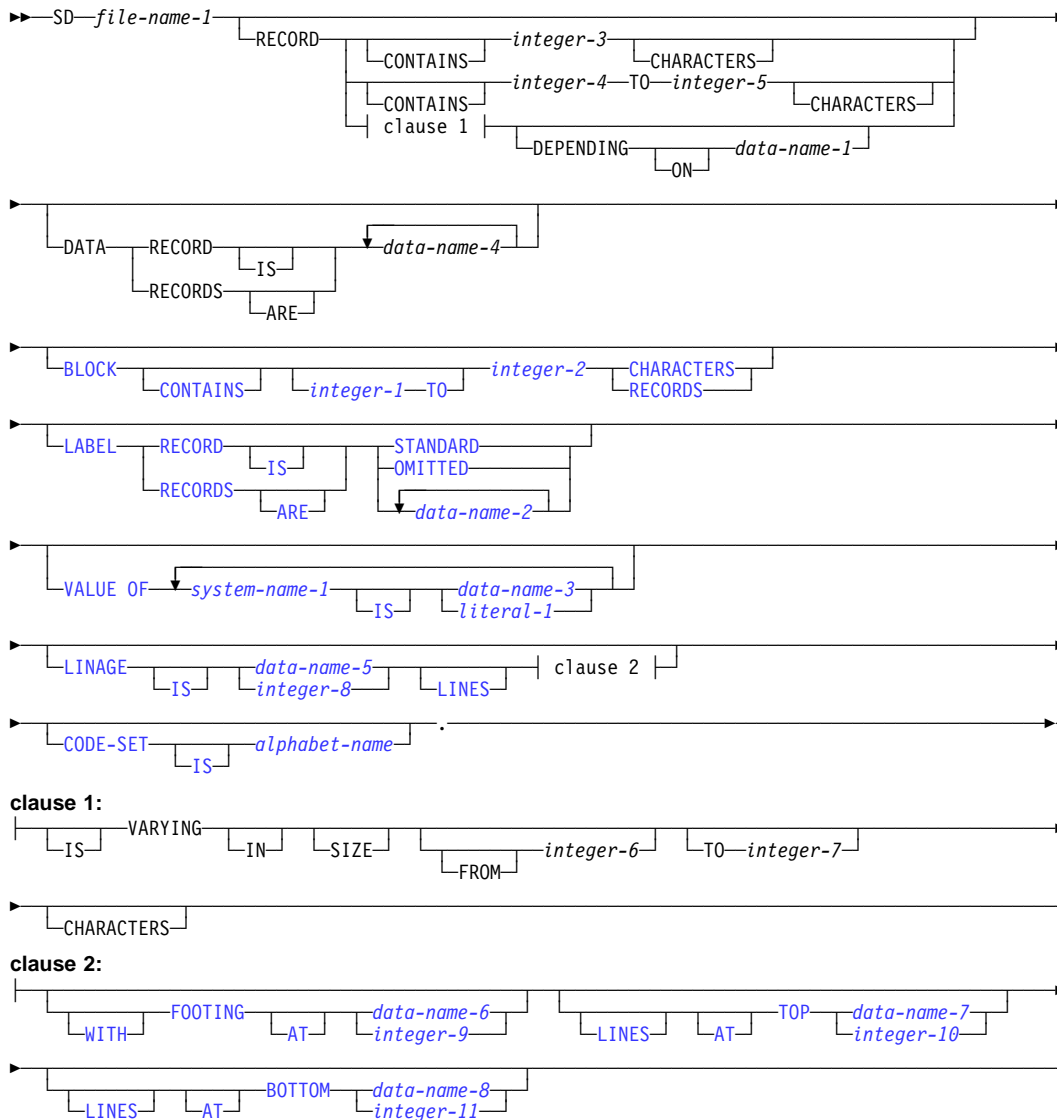 SD file-name-1
RECORD integer-3
CONTAINS CHARACTERS
integer-4 TO integer-5
CONTAINS CHARACTERS
clause 1
DEPENDING data-name-1
ON
DATA RECORD data-name-4
IS
RECORDS
ARE
BLOCK integer-2 CHARACTERS
CONTAINS integer-1 TO RECORDS
LABEL RECORD STANDARD
IS OMITTED
RECORDS
ARE data-name-2
VALUE OF system-name-1 data-name-3
IS literal-1
LINAGE data-name-5 clause 2
IS integer-8 LINES
CODE-SET alphabet-name .
IS
clause 1:
VARYING
IS IN SIZE integer-6 TO integer-7
FROM
CHARACTERS
clause 2:
FOOTING data-name-6 TOP data-name-7
WITH AT integer-9 LINES AT integer-10
BOTTOM data-name-8
LINES AT integer-11